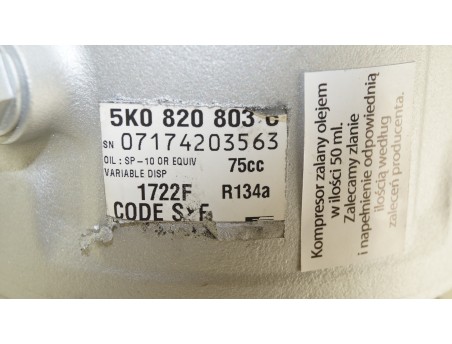 5K0 820 803 C
SN 07174203563
OIL : SP-10 OR EQUIV 75cc
VARIABLE DISP
1722F R134a
CODE
Kompresor zalany olejem
w ilości 50 ml.
Zalecamy zlanie
i napełnienie odpowiednią
ilością według
zaleceń producenta.